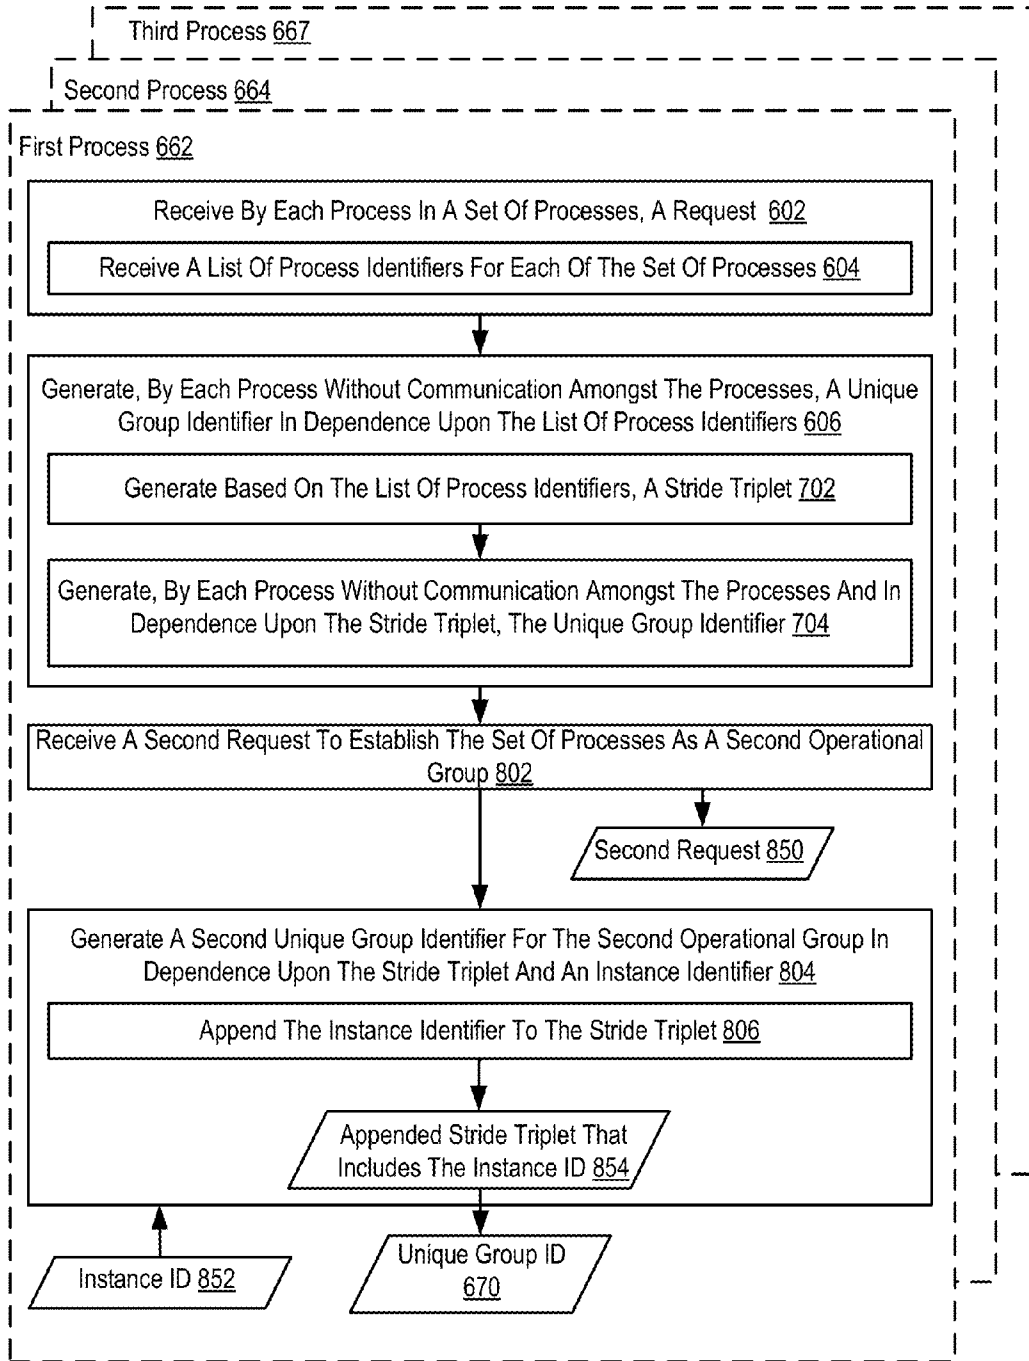 Third Process 667
Second Process 664
First Process 662
Receive By Each Process In A Set Of Processes, A Request 602
Receive A List Of Process Identifiers For Each Of The Set Of Processes 604
Generate, By Each Process Without Communication Amongst The Processes, A Unique
Group Identifier In Dependence Upon The List Of Process Identifiers 606
Generate Based On The List Of Process Identifiers, A Stride Triplet 702
Generate, By Each Process Without Communication Amongst The Processes And In
Dependence Upon The Stride Triplet, The Unique Group Identifier 704
Receive A Second Request To Establish The Set Of Processes As A Second Operational
Group 802
Second Request 850
Generate A Second Unique Group Identifier For The Second Operational Group In
Dependence Upon The Stride Triplet And An Instance Identifier 804
Append The Instance Identifier To The Stride Triplet 806
Appended Stride Triplet That
Includes The Instance ID 854
Instance ID 852
Unique Group ID
670